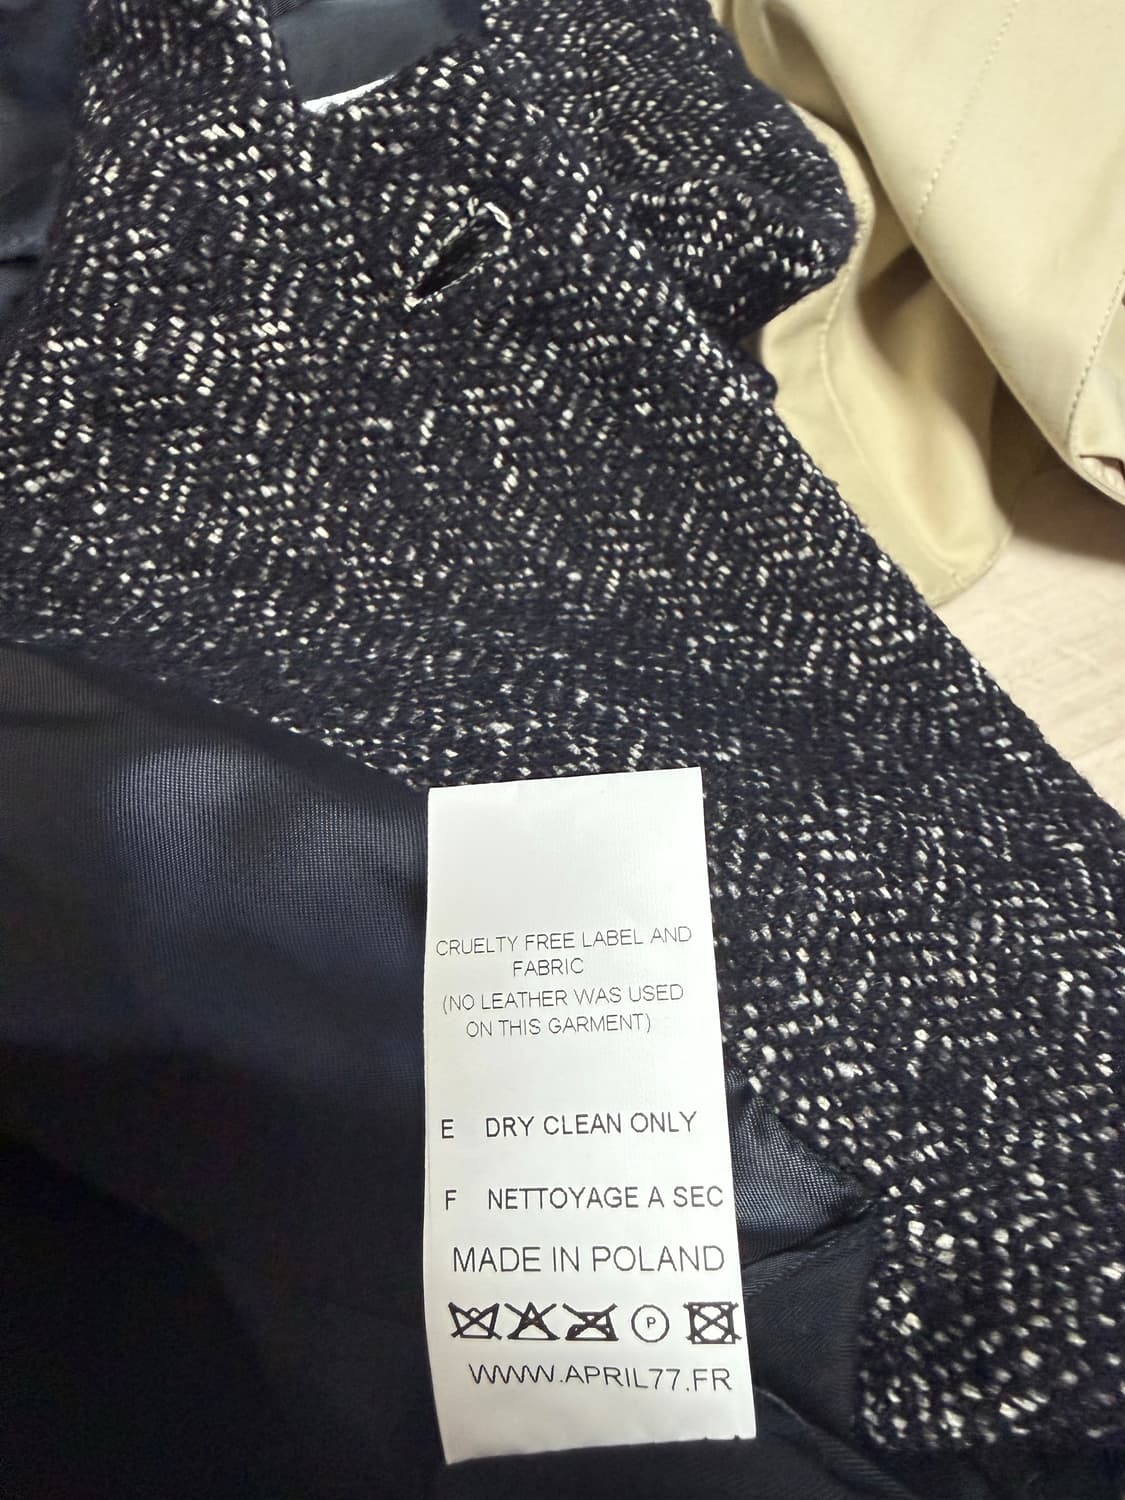 CRUELTY FREE LABEL AND
FABRIC
(NO LEATHER WAS USED
ON THIS GARMENT)
E DRY CLEAN ONLY
F NETTOYAGE A SEC
MADE IN POLAND
P
WWW.APRIL77.FR